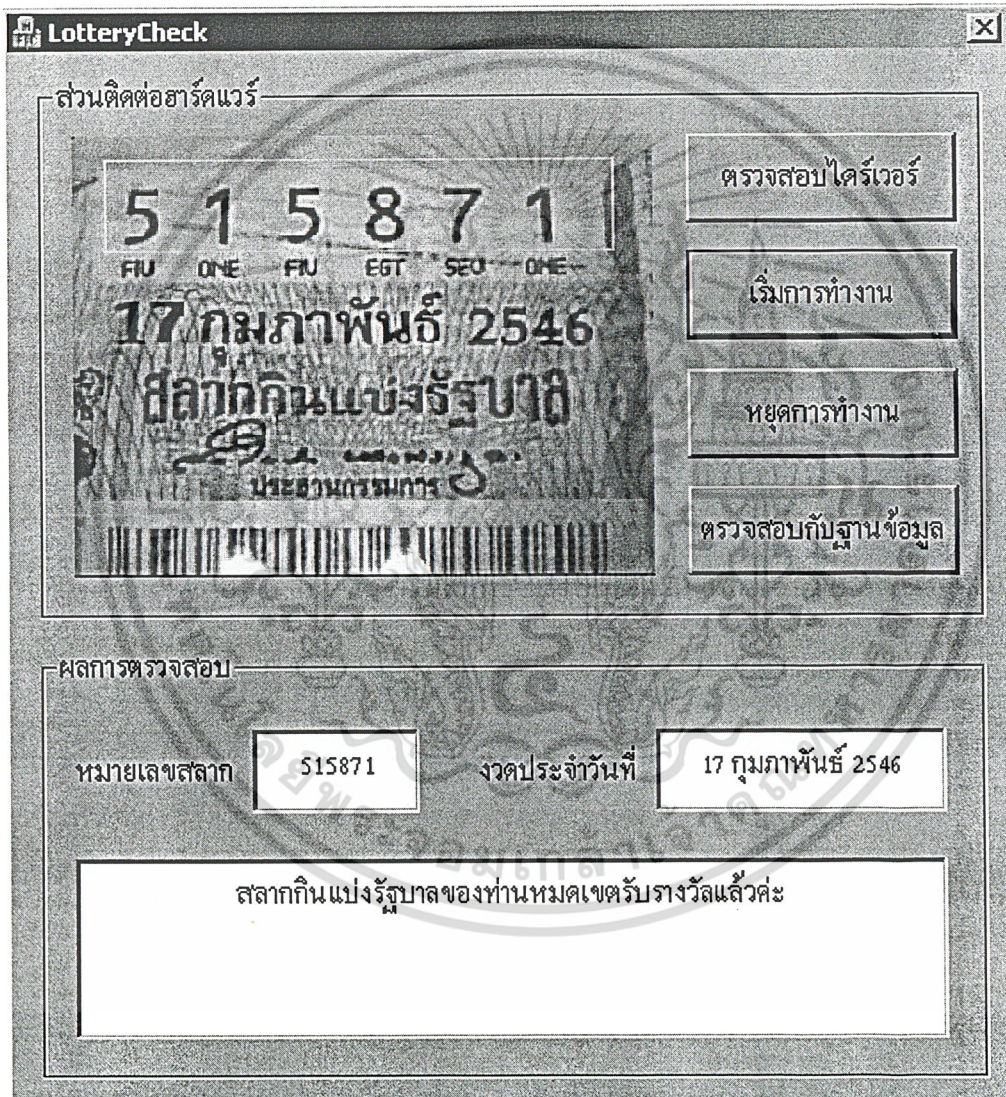 LotteryCheck
ส่วนติดต่อฮาร์ดแวร์
5 1 5 8 7 1
FIV ONE FIV EGT SEV ONE
17 กุมภาพันธ์ 2546
สลากกินแบ่งรัฐบาล
ประธานกรรมการ
ตรวจสอบไดร์เวอร์
เริ่มการทำงาน
หยุดการทำงาน
ตรวจสอบกับฐานข้อมูล
ผลการตรวจสอบ
หมายเลขสลาก 515871 งวดประจำวันที่ 17 กุมภาพันธ์ 2546
สลากกินแบ่งรัฐบาลของท่านหมดเขตรับรางวัลแล้วค่ะ